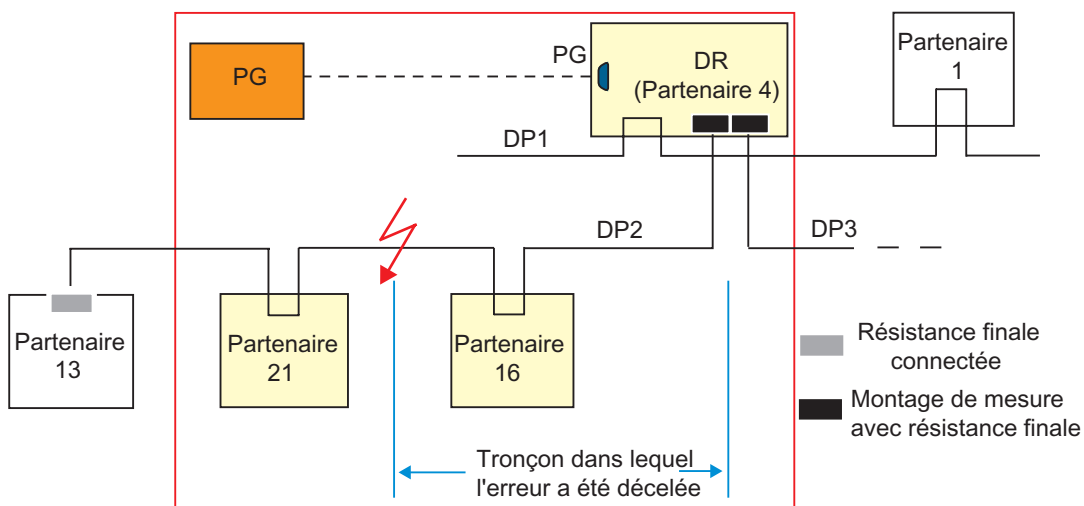 PG
PG
DR
(Partenaire 4)
Partenaire
1
DP1
DP2
DP3
Partenaire
13
Partenaire
21
Partenaire
16
Résistance finale
connectée
Montage de mesure
avec résistance finale
Tronçon dans lequel
l'erreur a été décelée